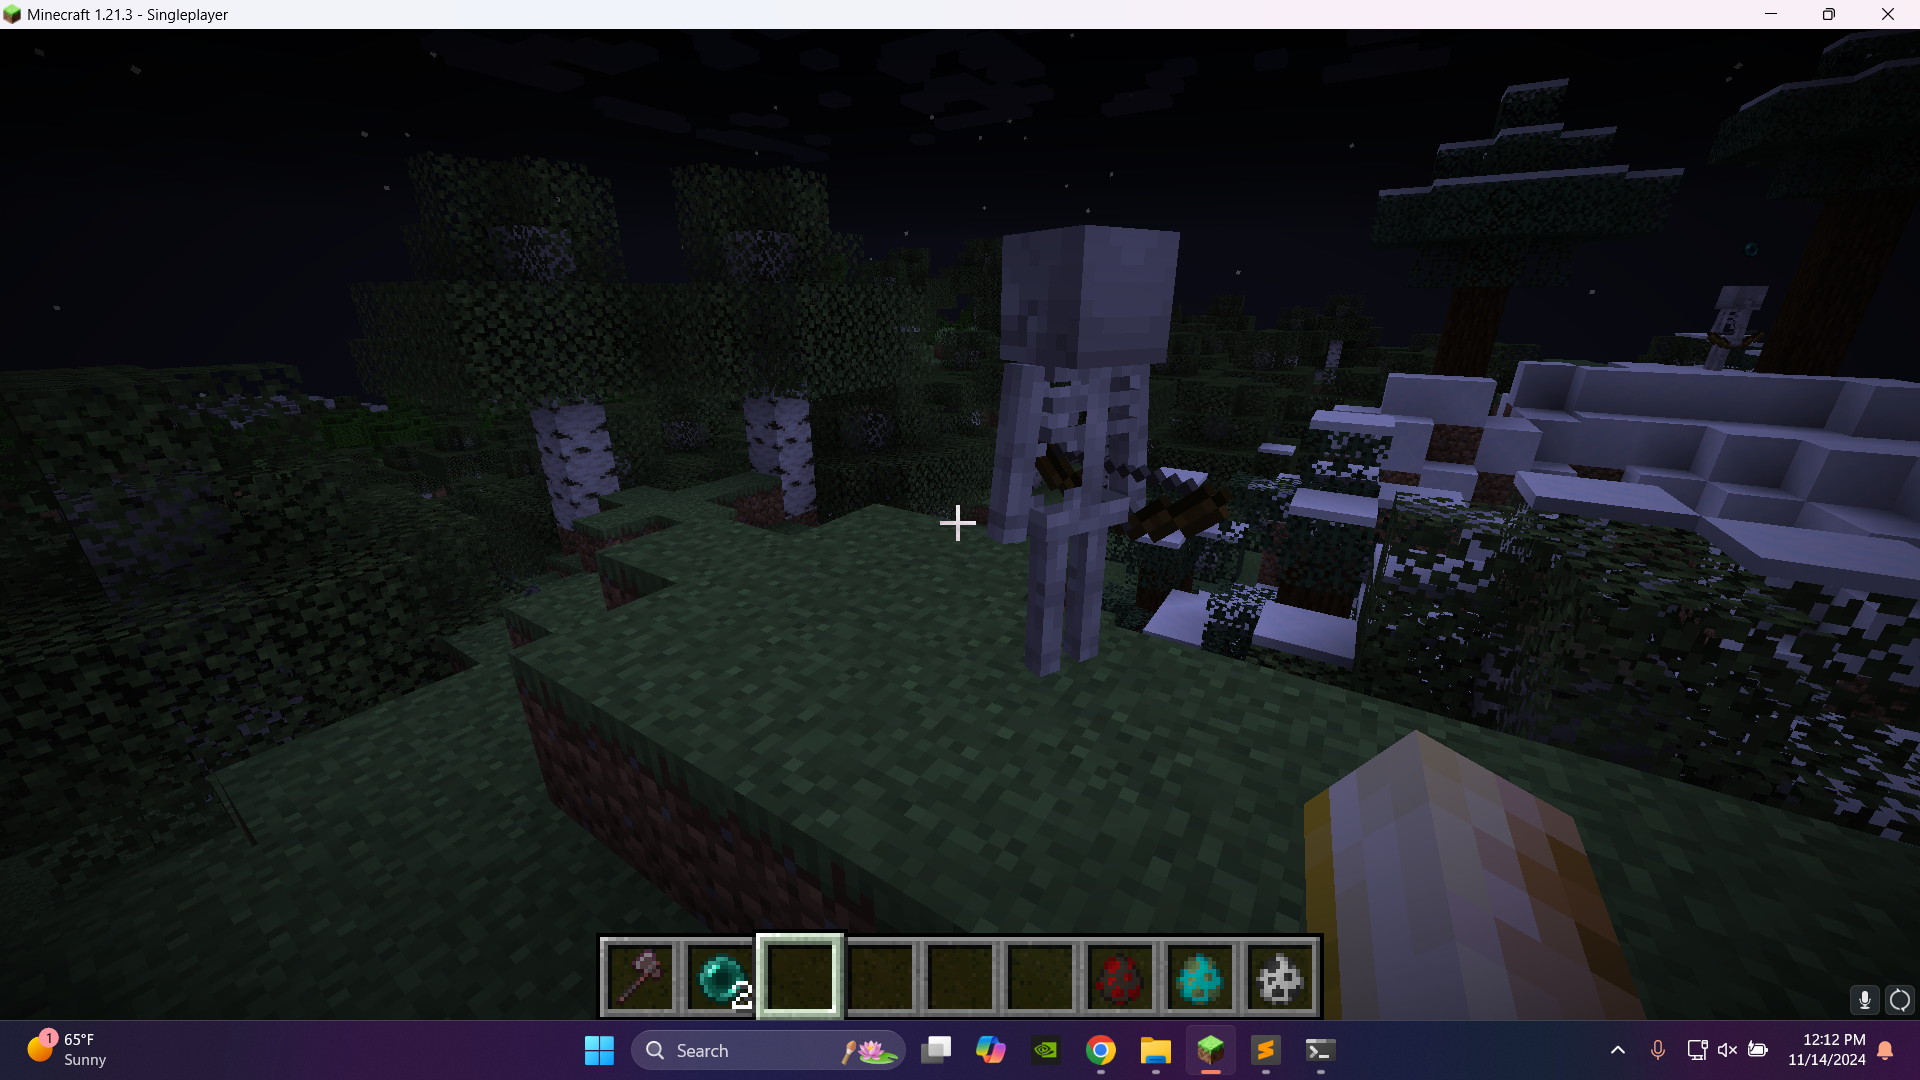 Minecraft 1.21.3 - Singleplayer
2
1
65°F
Sunny
Search
12:12 PM
11/14/2024